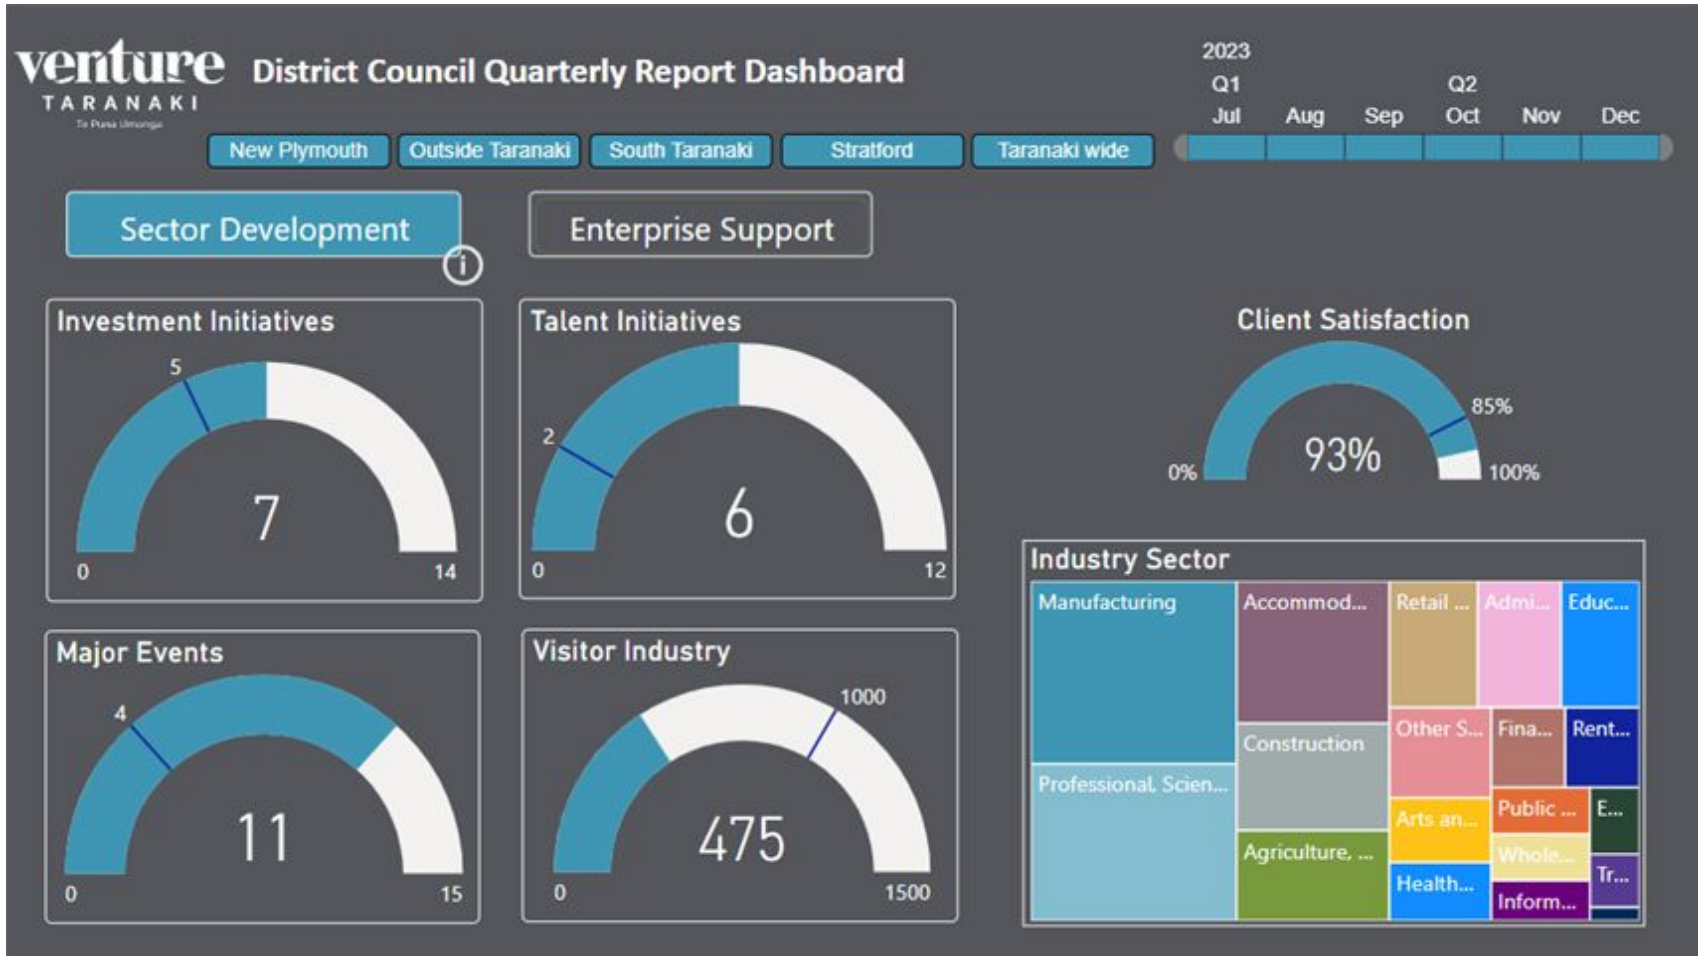 venture
TARANAKI
Te Puna Umanga
District Council Quarterly Report Dashboard
2023
Q1 Q2
Jul Aug Sep Oct Nov Dec
New Plymouth Outside Taranaki South Taranaki Stratford Taranaki wide
Sector Development
i
Enterprise Support
Investment Initiatives
5
7
0 14
Talent Initiatives
2
6
0 12
Client Satisfaction
85%
93%
0% 100%
Major Events
4
11
0 15
Visitor Industry
1000
475
0 1500
Industry Sector
Manufacturing
Professional, Scien...
Accommod...
Construction
Agriculture, ...
Retail ...
Admi...
Educ...
Other S...
Fina...
Rent...
Arts an...
Health...
Public ...
Whole...
Inform...
E...
Tr...